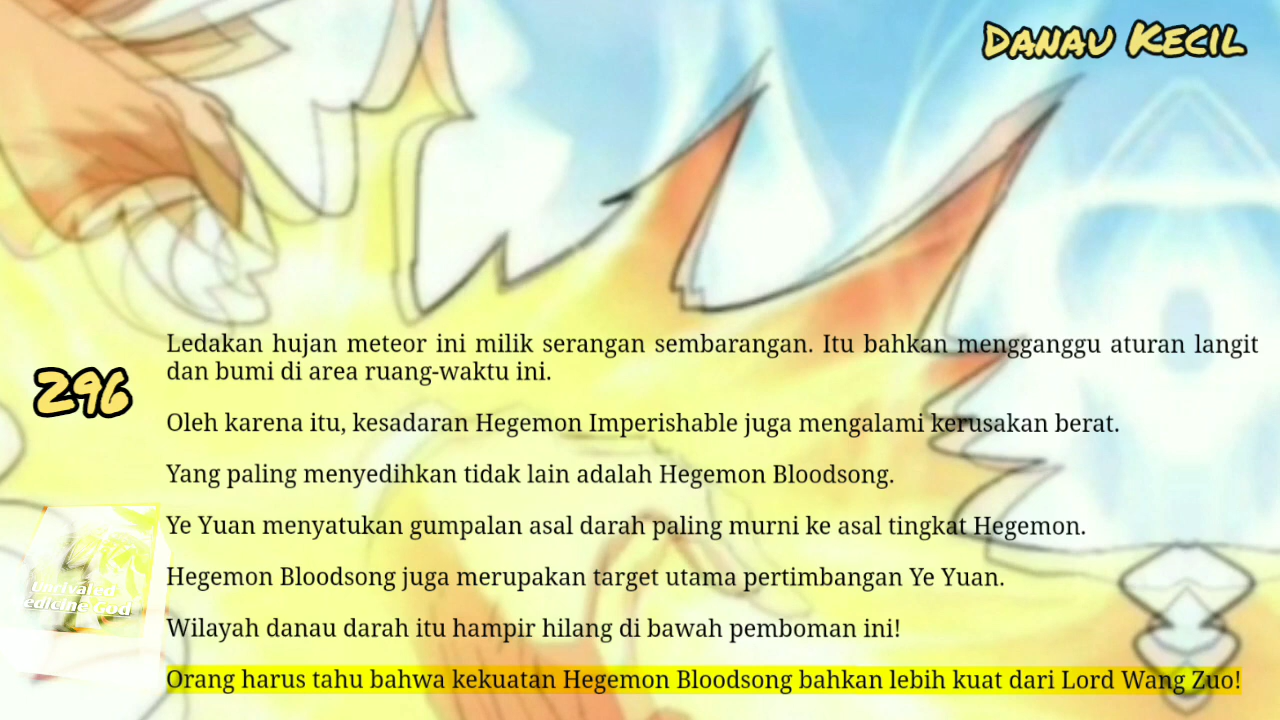 Danau Kecil
Ledakan hujan meteor ini milik serangan sembarangan. Itu bahkan mengganggu aturan langit
dan bumi di area ruang-waktu ini.
296
Oleh karena itu, kesadaran Hegemon Imperishable juga mengalami kerusakan berat.
Yang paling menyedihkan tidak lain adalah Hegemon Bloodsong.
Ye Yuan menyatukan gumpalan asal darah paling murni ke asal tingkat Hegemon.
Hegemon Bloodsong juga merupakan target utama pertimbangan Ye Yuan.
Unrivaled
edicine God
Wilayah danau darah itu hampir hilang di bawah pemboman ini!
Orang harus tahu bahwa kekuatan Hegemon Bloodsong bahkan lebih kuat dari Lord Wang Zuo!